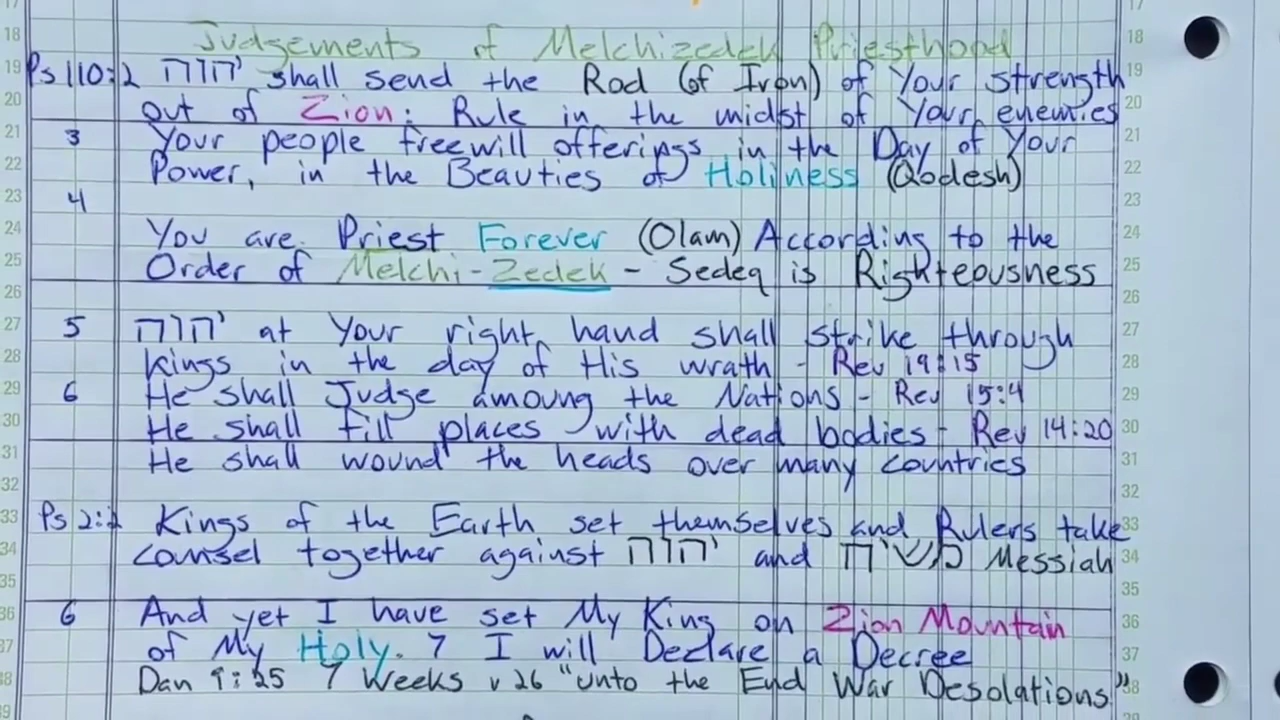 Judgements of Melchizedek Priesthood
Ps 110:2 יהוה shall send the Rod (of Iron) of Your strength
out of Zion: Rule in the midst of Your enemies
3 Your people freewill offerings in the Day of Your
Power, in the Beauties of Holiness (Qodesh)
4
You are Priest Forever (Olam) According to the
Order of Melchi-Zedek - Sedeq is Righteousness
5 יהוה at Your right hand shall strike through
Kings in the day of His wrath - Rev 19:15
6 He shall Judge amoung the Nations - Rev 15:4
He shall fill places with dead bodies - Rev 14:20
He shall wound the heads over many countries
Ps 2:2 Kings of the Earth set themselves and Rulers take
counsel together against יהוה and משיח Messiah
6 And yet I have set My King on Zion Mountain
of My Holy. 7 I will Declare a Decree
Dan 9:25 7 Weeks v 26 "unto the End War Desolations"